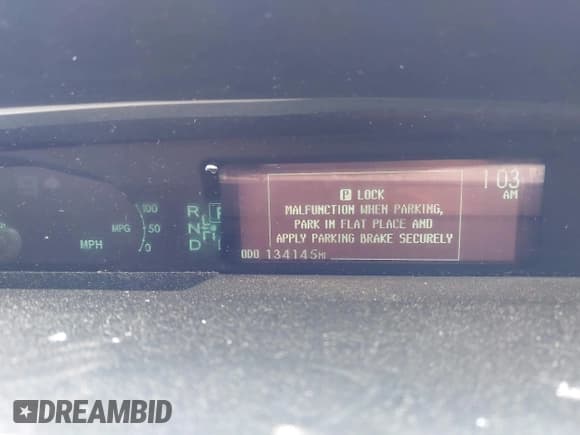 1:03
AM
P LOCK
MALFUNCTION WHEN PARKING,
PARK IN FLAT PLACE AND
APPLY PARKING BRAKE SECURELY
ODO 134145MI
100
MPG 50
0
MPH
R
N
D
P
DREAMBID